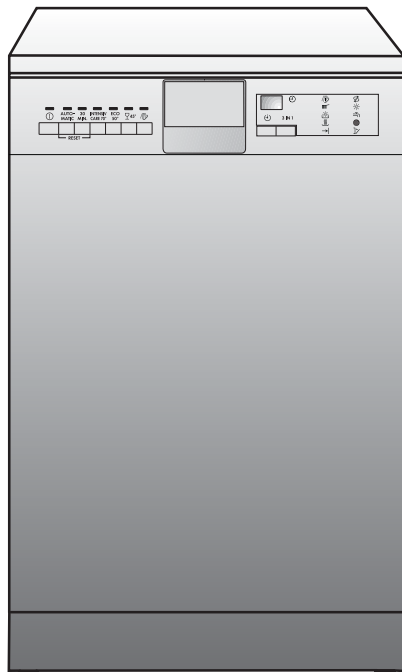 AUTO-
MATIC
30
MIN.
INTENSIV
CARE 70°
ECO
50°
45°
RESET
3 IN 1